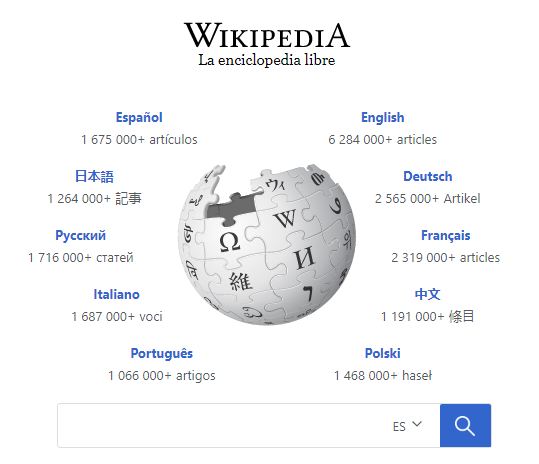 WIKIPEDIA
La enciclopedia libre
Español
1 675 000+ artículos
English
6 284 000+ articles
日本語
1 264 000+ 記事
Deutsch
2 565 000+ Artikel
Русский
1 716 000+ статей
Français
2 319 000+ articles
Italiano
1 687 000+ voci
中文
1 191 000+ 條目
Português
1 066 000+ artigos
Polski
1 468 000+ haseł
Ω
W
И
維
ウィ
ES